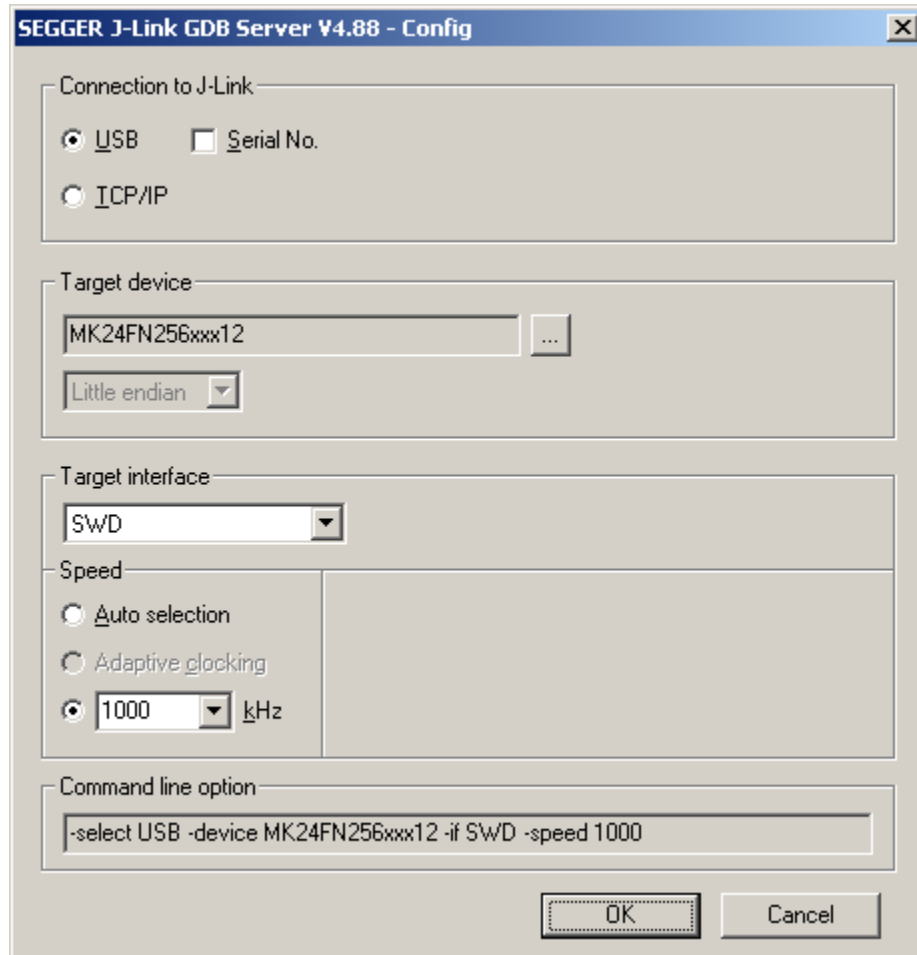 SEGGER J-Link GDB Server V4.88 - Config
Connection to J-Link
USB Serial No.
TCP/IP
Target device
MK24FN256xxx12 ...
Little endian
Target interface
SWD
Speed
Auto selection
Adaptive clocking
1000 kHz
Command line option
-select USB -device MK24FN256xxx12 -if SWD -speed 1000
OK Cancel